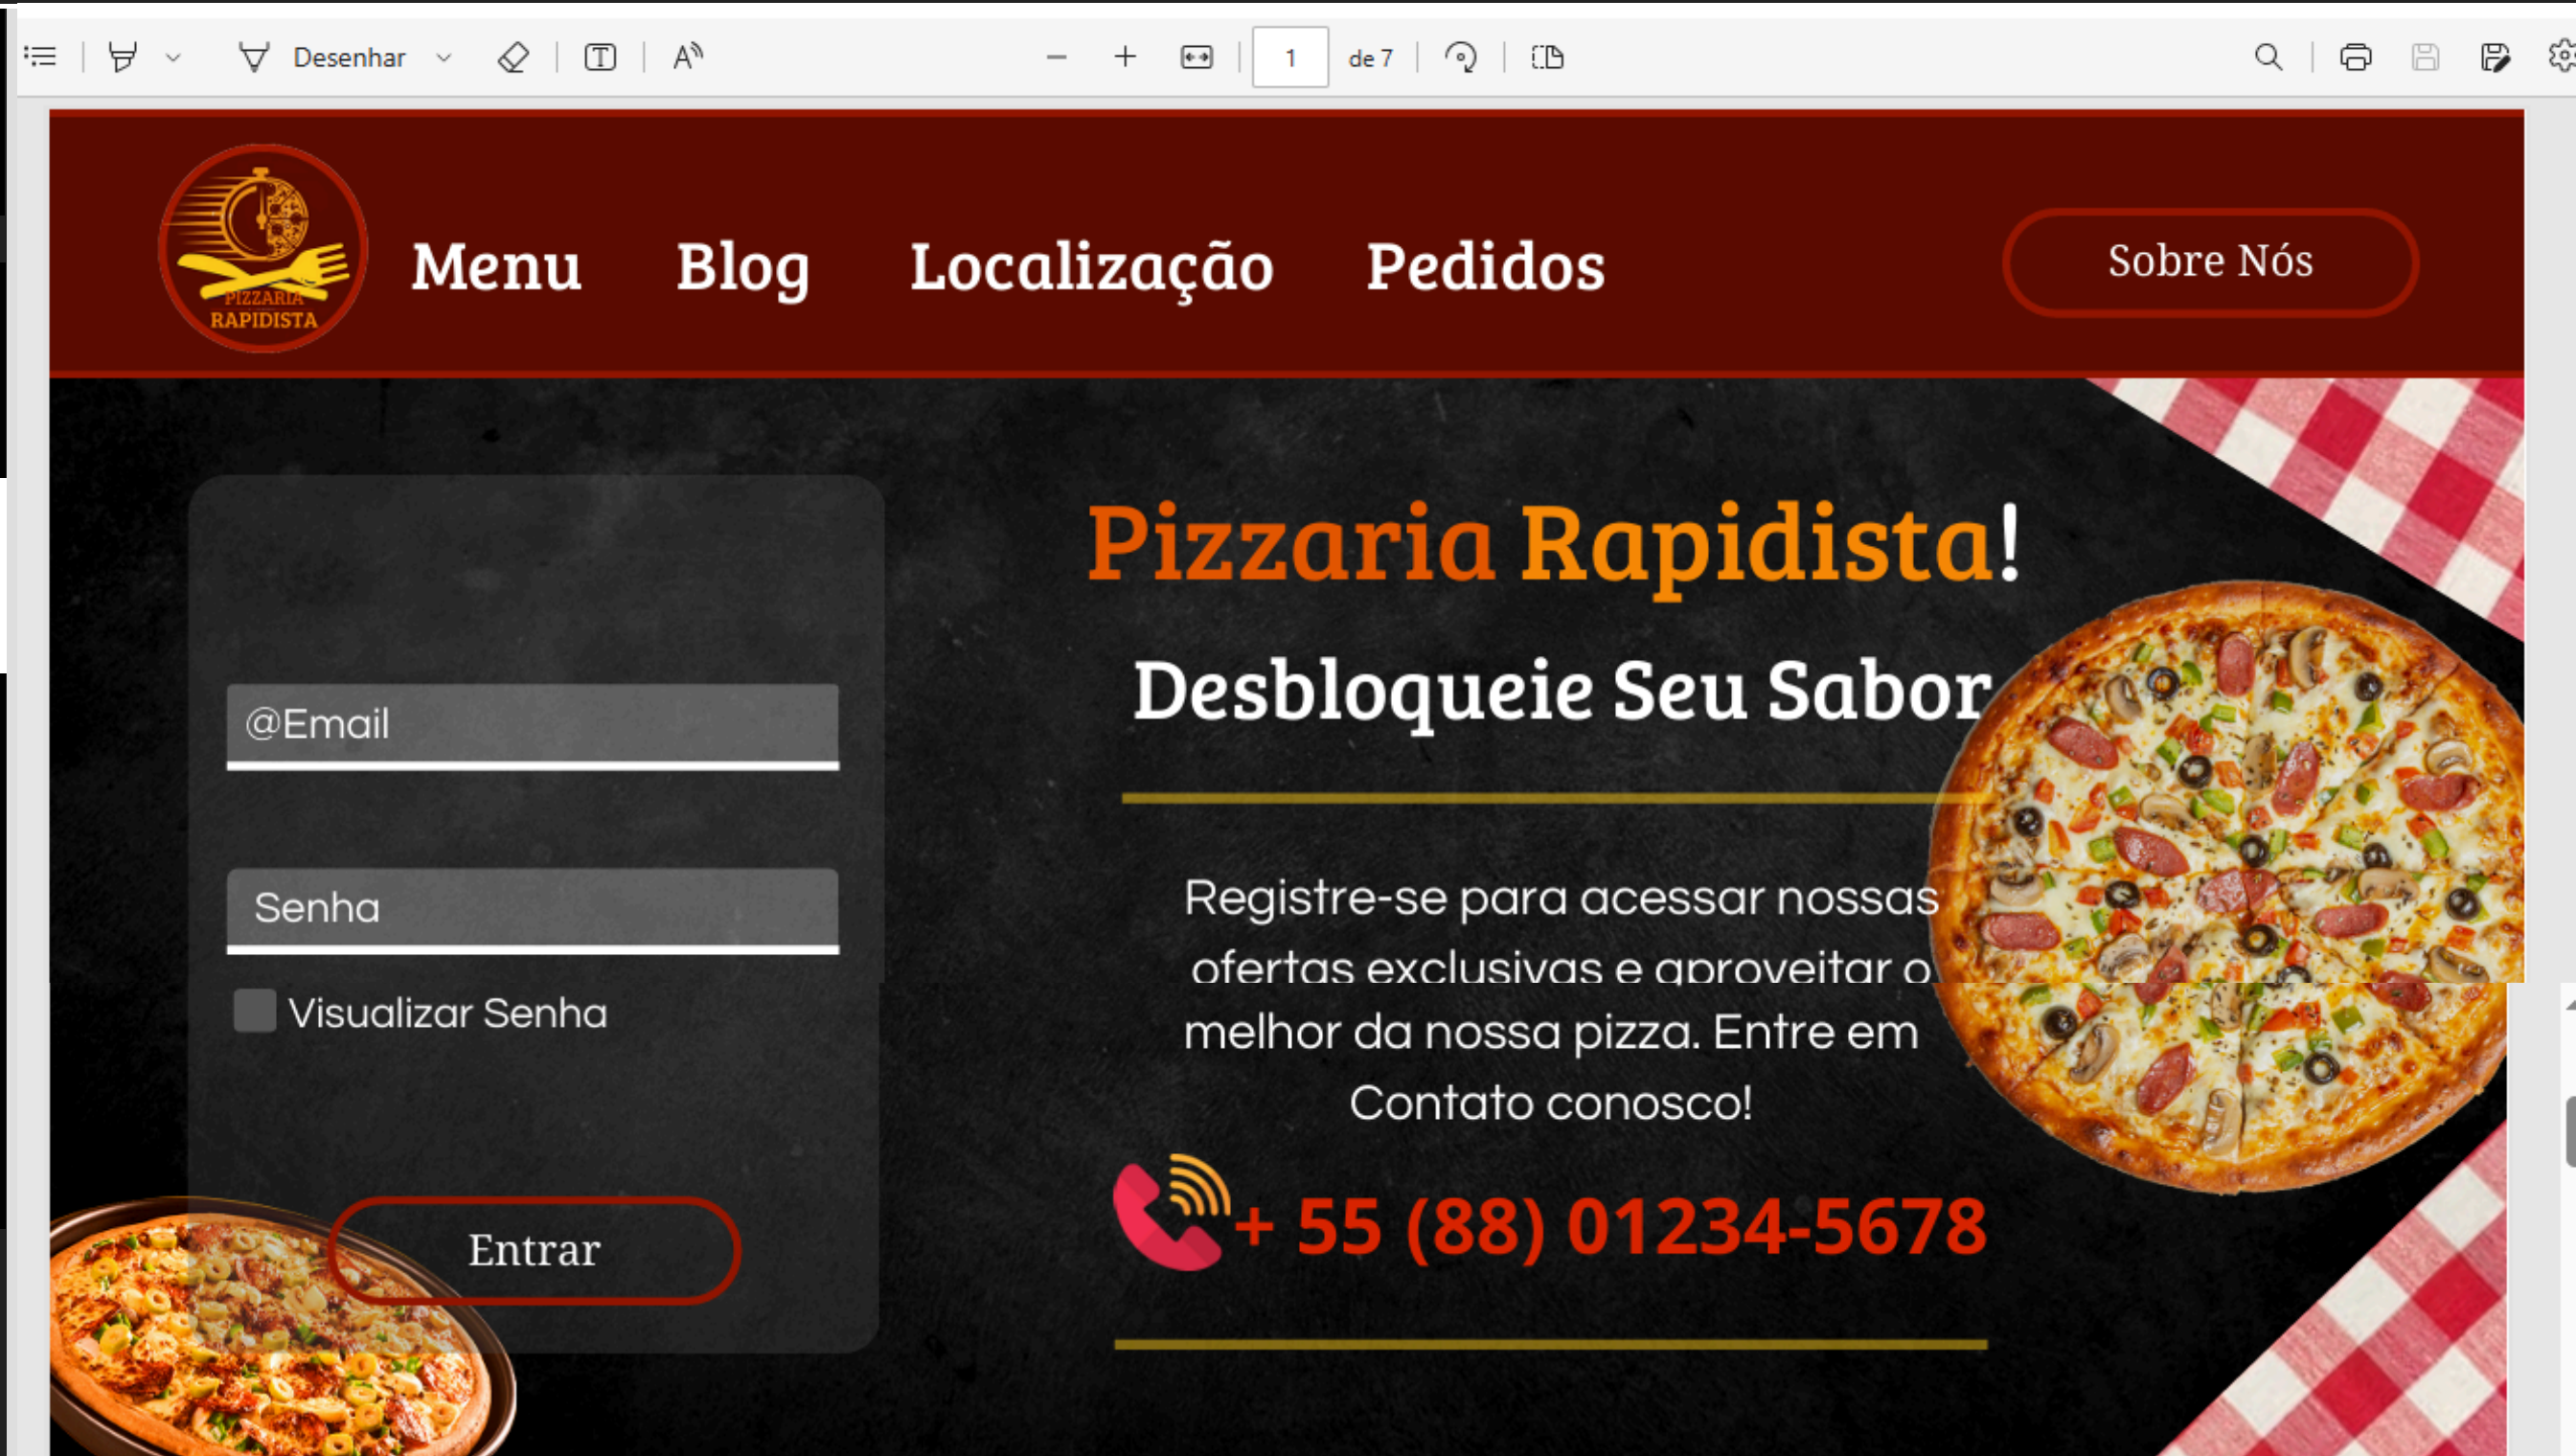 Desenhar
1 de 7
PIZZARIA
RAPIDISTA
Menu Blog Localização Pedidos
Sobre Nós
Pizzaria Rapidista!
Desbloqueie Seu Sabor
@Email
Senha
Visualizar Senha
Entrar
Registre-se para acessar nossas
ofertas exclusivas e aproveitar o
melhor da nossa pizza. Entre em
Contato conosco!
+ 55 (88) 01234-5678